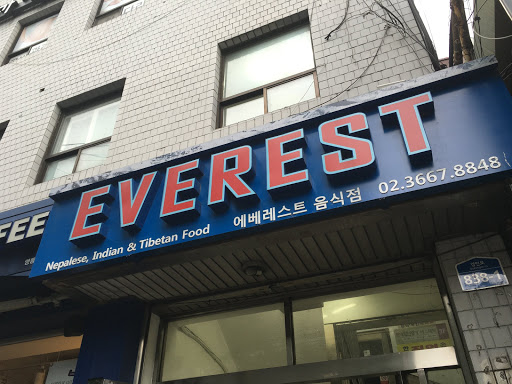 EVEREST
Nepalese, Indian & Tibetan Food 에베레스트 음식점 02.3667.8848
FEE